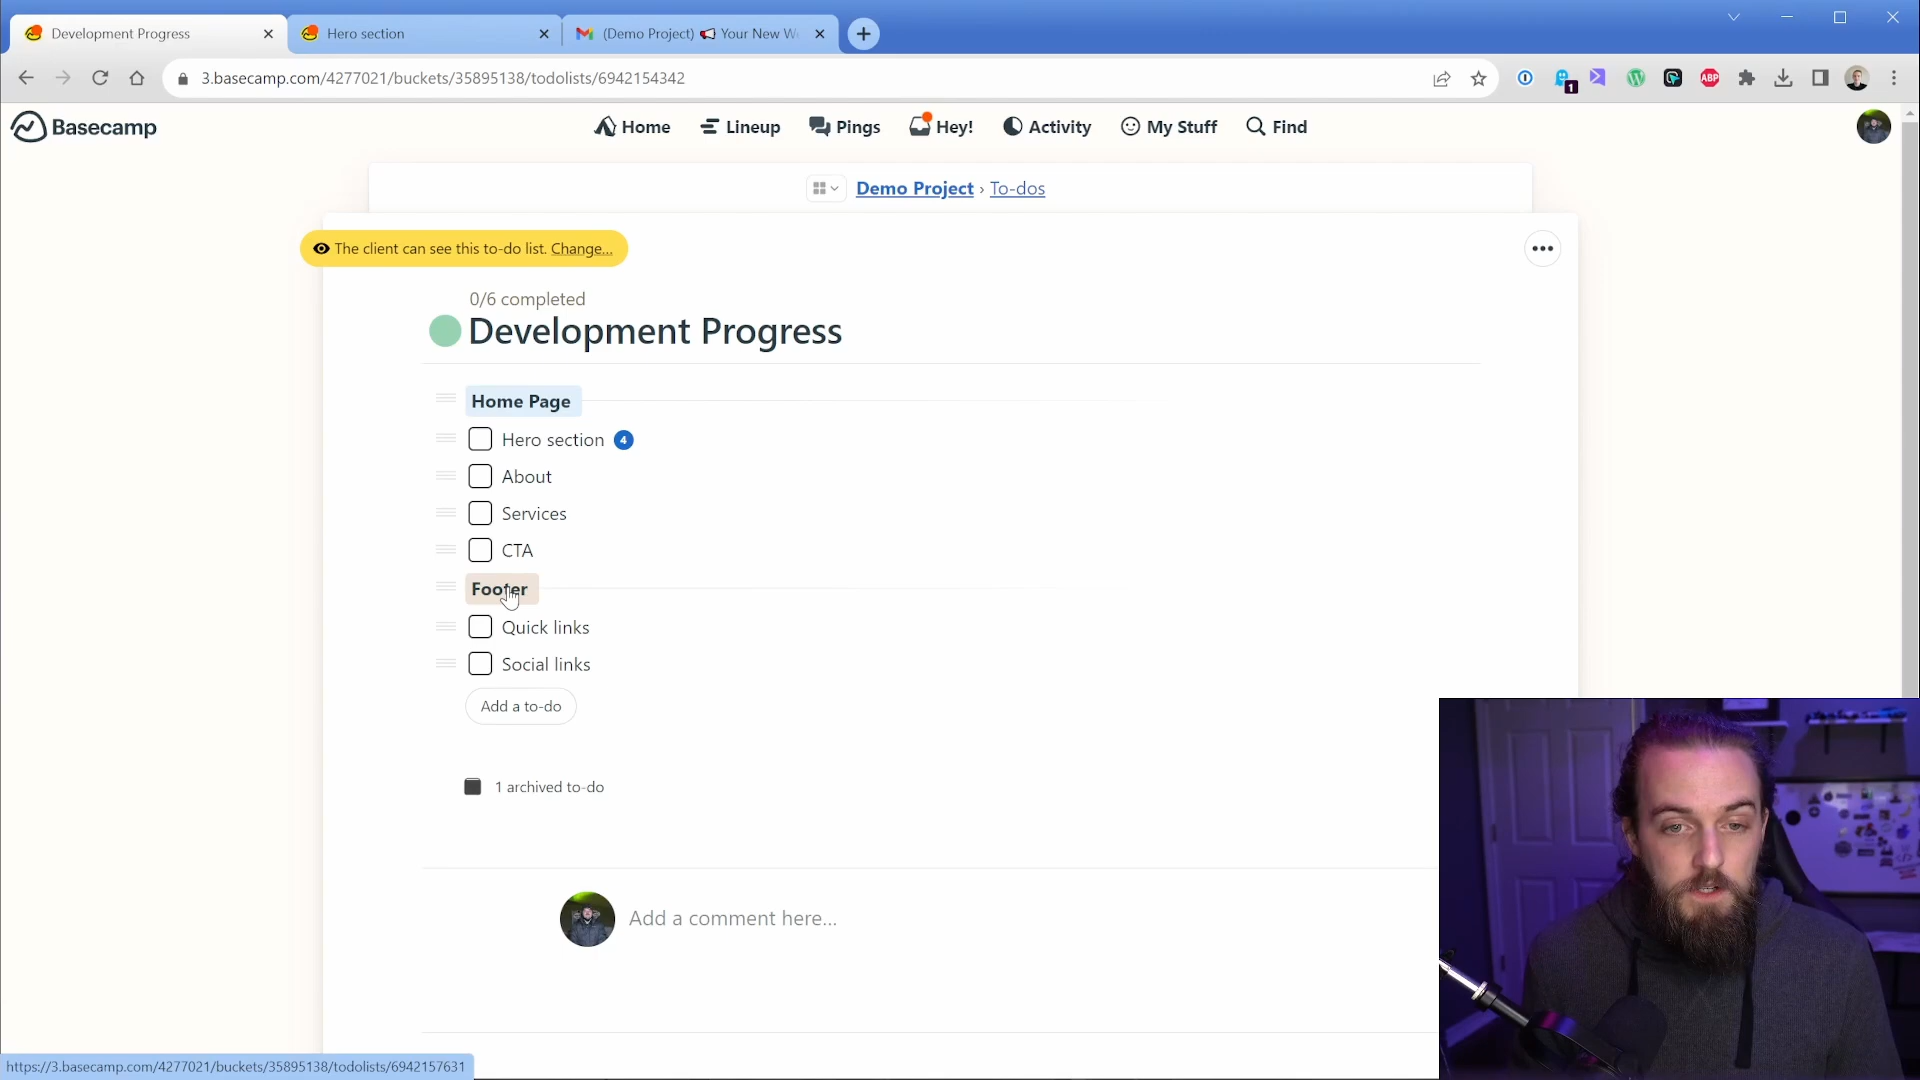 Development Progress
Hero section
(Demo Project) 📢 Your New W
3.basecamp.com/4277021/buckets/35895138/todolists/6942154342
1
ABP
Basecamp
Home
Lineup
Pings
Hey!
Activity
My Stuff
Find
Demo Project › To-dos
The client can see this to-do list. Change...
0/6 completed
Development Progress
Home Page
Hero section 4
About
Services
CTA
Footer
Quick links
Social links
Add a to-do
1 archived to-do
Add a comment here...
https://3.basecamp.com/4277021/buckets/35895138/todolists/6942157631